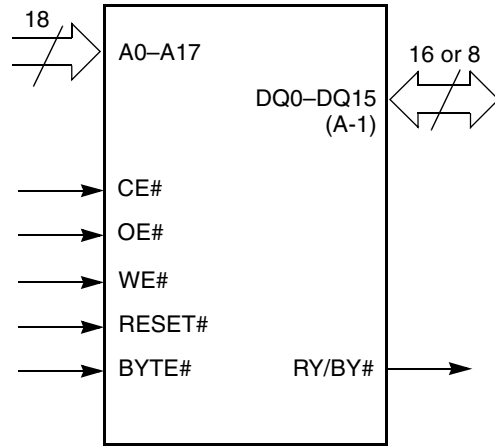 18
A0–A17
16 or 8
DQ0–DQ15
(A-1)
CE#
OE#
WE#
RESET#
BYTE#
RY/BY#